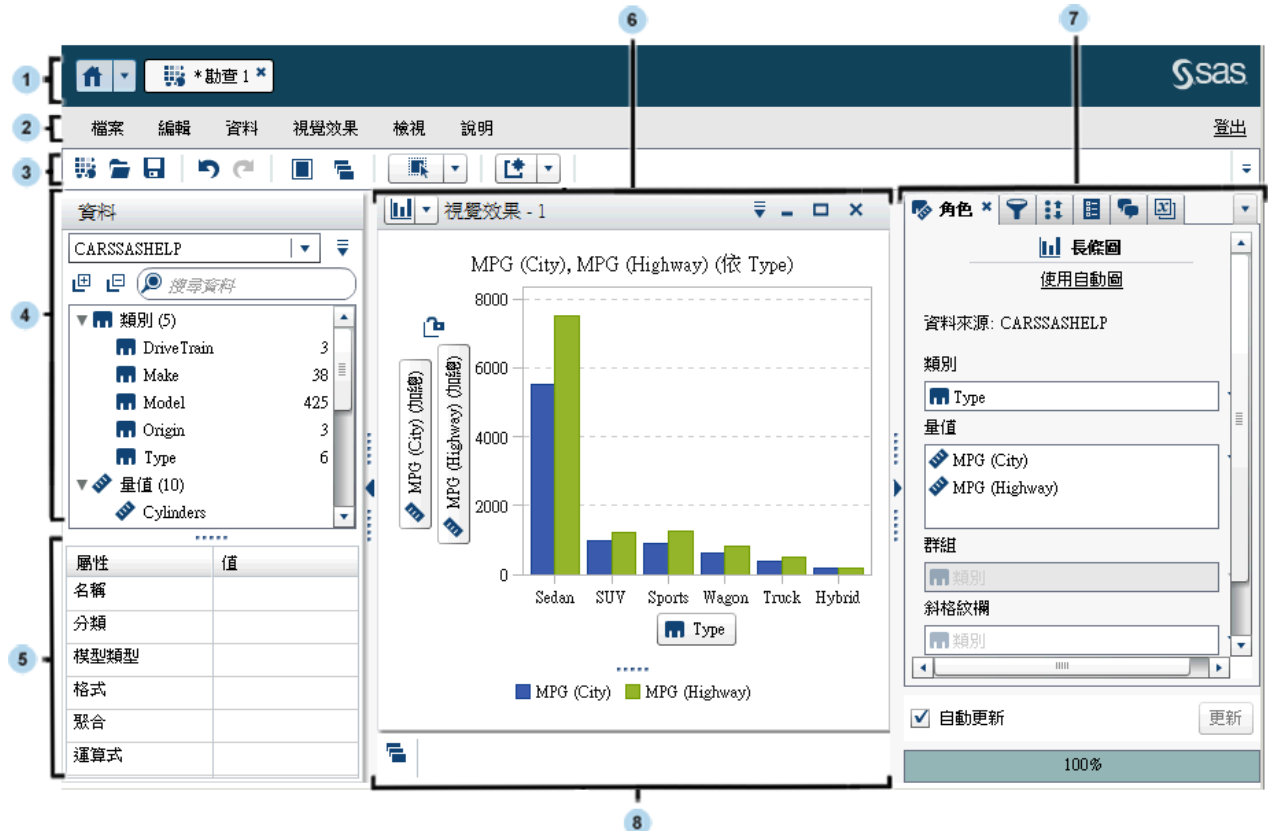 6
7
1
*勘查 1
sas
2
檔案 編輯 資料 視覺效果 檢視 說明
登出
3
4
資料
CARSSASHELP
搜尋資料
類別 (5)
DriveTrain 3
Make 38
Model 425
Origin 3
Type 6
量值 (10)
Cylinders
5
屬性 值
名稱
分類
模型類型
格式
聚合
運算式
視覺效果 - 1
MPG (City), MPG (Highway) (依 Type)
MPG (City) (加總)
MPG (Highway) (加總)
8000
6000
4000
2000
0
Sedan SUV Sports Wagon Truck Hybrid
Type
MPG (City) MPG (Highway)
角色
長條圖
使用自動圖
資料來源: CARSSASHELP
類別
Type
量值
MPG (City)
MPG (Highway)
群組
類別
斜格紋欄
類別
自動更新
更新
100%
8